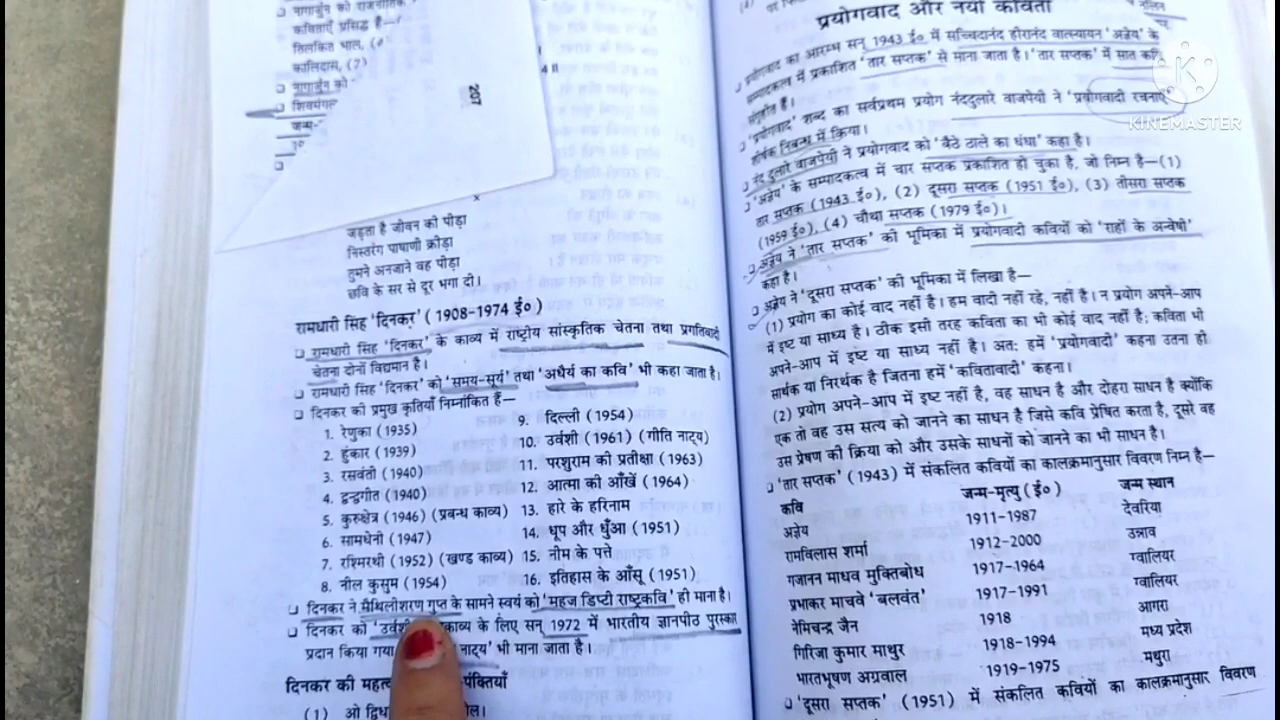 नागार्जुन को राजनीतिक
कविताएँ प्रसिद्ध हैं—
तिलकित भाल,
कालिदास, (7)
नागार्जुन को
शिवमंगल
2017
4॥
x
जड़ता है जीवन को पीड़ा
निस्तरंग पाषाणी क्रीड़ा
तुमने अनजाने वह पीड़ा
छवि के सर से दूर भगा दी।
रामधारी सिंह 'दिनकर' (1908-1974 ई०)
रामधारी सिंह 'दिनकर' के काव्य में राष्ट्रीय सांस्कृतिक चेतना तथा प्रगतिवादी
चेतना दोनों विद्यमान है।
रामधारी सिंह 'दिनकर' को 'समय-सूर्य' तथा 'अधैर्य का कवि' भी कहा जाता है।
दिनकर को प्रमुख कृतियाँ निम्नांकित हैं—
1. रेणुका (1935)
2. हुंकार (1939)
3. रसवंती (1940)
4. द्वन्द्वगीत (1940)
5. कुरुक्षेत्र (1946) (प्रबन्ध काव्य)
6. सामधेनी (1947)
7. रश्मिरथी (1952) (खण्ड काव्य)
8. नील कुसुम (1954)
9. दिल्ली (1954)
10. उर्वशी (1961) (गीति नाट्य)
11. परशुराम की प्रतीक्षा (1963)
12. आत्मा की आँखें (1964)
13. हारे के हरिनाम
14. धूप और धुँआ (1951)
15. नीम के पत्ते
16. इतिहास के आँसू (1951)
दिनकर ने मैथिलीशरण गुप्त के सामने स्वयं को 'महज डिप्टी राष्ट्रकवि' ही माना है।
दिनकर को 'उर्वशी काव्य के लिए सन् 1972 में भारतीय ज्ञानपीठ पुरस्कार
प्रदान किया गया नाट्य' भी माना जाता है।
दिनकर की महत्व पंक्तियाँ
(1) ओ द्विधा ल।
प्रयोगवाद और नयी कविता
प्रयोगवाद का आरम्भ सन् 1943 ई० में सच्चिदानंद हीरानंद वात्स्यायन 'अज्ञेय' के
सम्पादकत्व में प्रकाशित 'तार सप्तक' से माना जाता है। 'तार सप्तक' में सात कवि
संगृहीत हैं।
'प्रयोगवाद' शब्द का सर्वप्रथम प्रयोग नंददुलारे वाजपेयी ने 'प्रयोगवादी रचनाएँ'
शीर्षक निबन्ध में किया।
नंद दुलारे वाजपेयी ने प्रयोगवाद को 'बैठे ठाले का धंधा' कहा है।
'अज्ञेय' के सम्पादकत्व में चार सप्तक प्रकाशित हो चुका है, जो निम्न है—(1)
तार सप्तक (1943 ई०), (2) दूसरा सप्तक (1951 ई०), (3) तीसरा सप्तक
(1959 ई०), (4) चौथा सप्तक (1979 ई०)।
अज्ञेय ने 'तार सप्तक' की भूमिका में प्रयोगवादी कवियों को 'राहों के अन्वेषी'
कहा है।
अज्ञेय ने 'दूसरा सप्तक' की भूमिका में लिखा है—
(1) प्रयोग का कोई वाद नहीं है। हम वादी नहीं रहे, नहीं है। न प्रयोग अपने-आप
में इष्ट या साध्य है। ठीक इसी तरह कविता का भी कोई वाद नहीं है; कविता भी
अपने-आप में इष्ट या साध्य नहीं है। अत: हमें 'प्रयोगवादी' कहना उतना ही
सार्थक या निरर्थक है जितना हमें 'कवितावादी' कहना।
(2) प्रयोग अपने-आप में इष्ट नहीं है, वह साधन है और दोहरा साधन है क्योंकि
एक तो वह उस सत्य को जानने का साधन है जिसे कवि प्रेषित करता है, दूसरे वह
उस प्रेषण की क्रिया को और उसके साधनों को जानने का भी साधन है।
'तार सप्तक' (1943) में संकलित कवियों का कालक्रमानुसार विवरण निम्न है—
कवि जन्म-मृत्यु (ई०) जन्म स्थान
अज्ञेय 1911-1987 देवरिया
रामविलास शर्मा 1912-2000 उन्नाव
गजानन माधव मुक्तिबोध 1917-1964 ग्वालियर
प्रभाकर माचवे 'बलवंत' 1917-1991 ग्वालियर
नेमिचन्द्र जैन 1918 आगरा
गिरिजा कुमार माथुर 1918-1994 मध्य प्रदेश
भारतभूषण अग्रवाल 1919-1975 मथुरा
'दूसरा सप्तक' (1951) में संकलित कवियों का कालक्रमानुसार विवरण
K
KINEMASTER